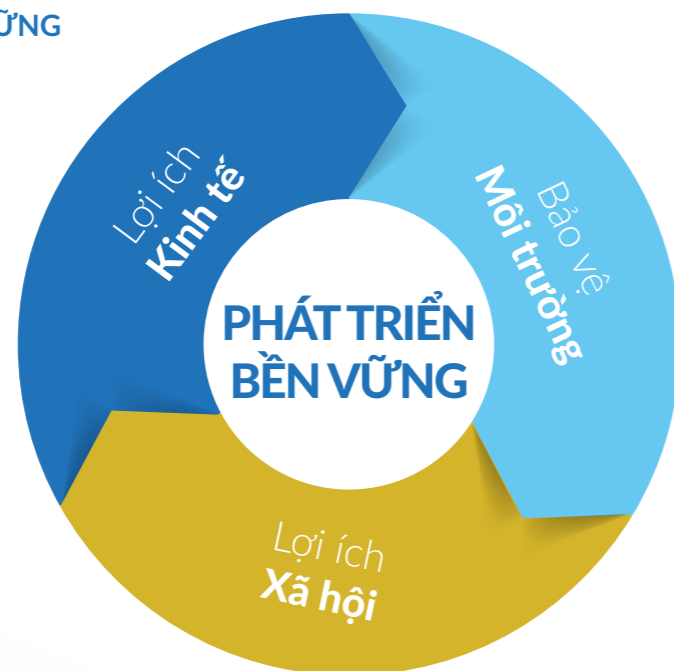 ỮNG
Lợi ích
Kinh tế
Bảo vệ
Môi trường
PHÁT TRIỂN
BỀN VỮNG
Lợi ích
Xã hội